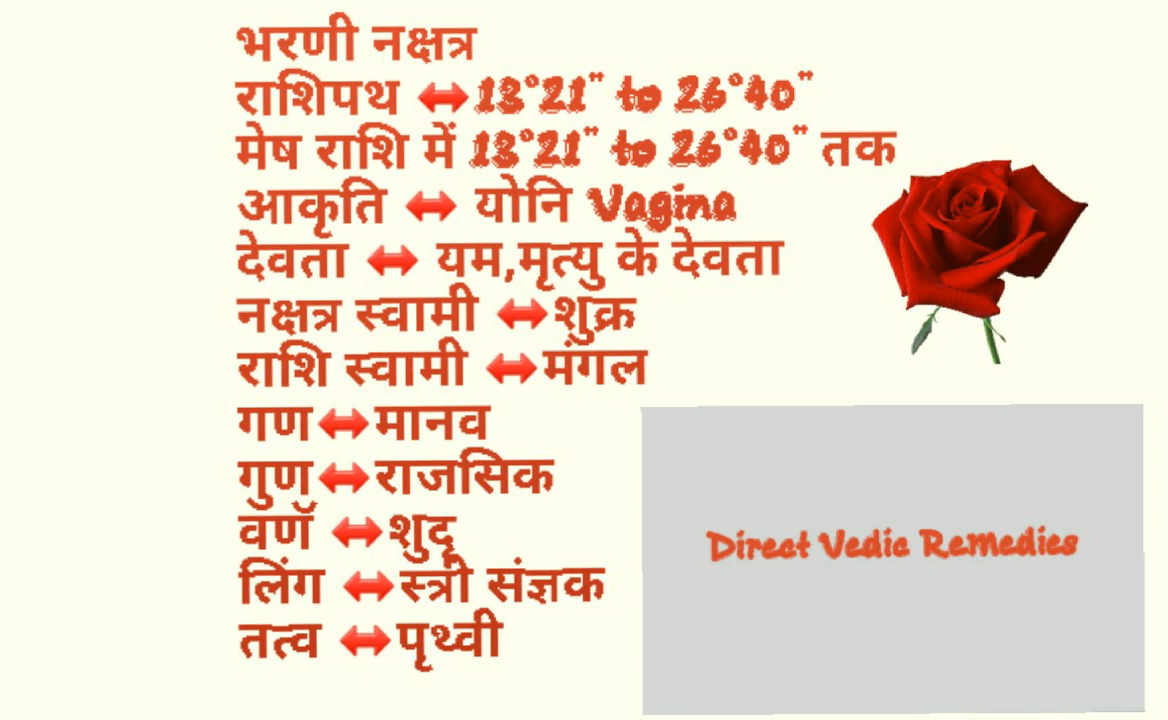 भरणी नक्षत्र
राशिपथ ↔ 13°21" to 26°40"
मेष राशि में 13°21" to 26°40" तक
आकृति ↔ योनि Vagina
देवता ↔ यम,मृत्यु के देवता
नक्षत्र स्वामी ↔शुक्र
राशि स्वामी ↔मंगल
गण↔मानव
गुण↔राजसिक
वणॅ ↔शुदृ
लिंग ↔स्त्री संज्ञक
तत्व ↔पृथ्वी
Direct Vedic Remedies